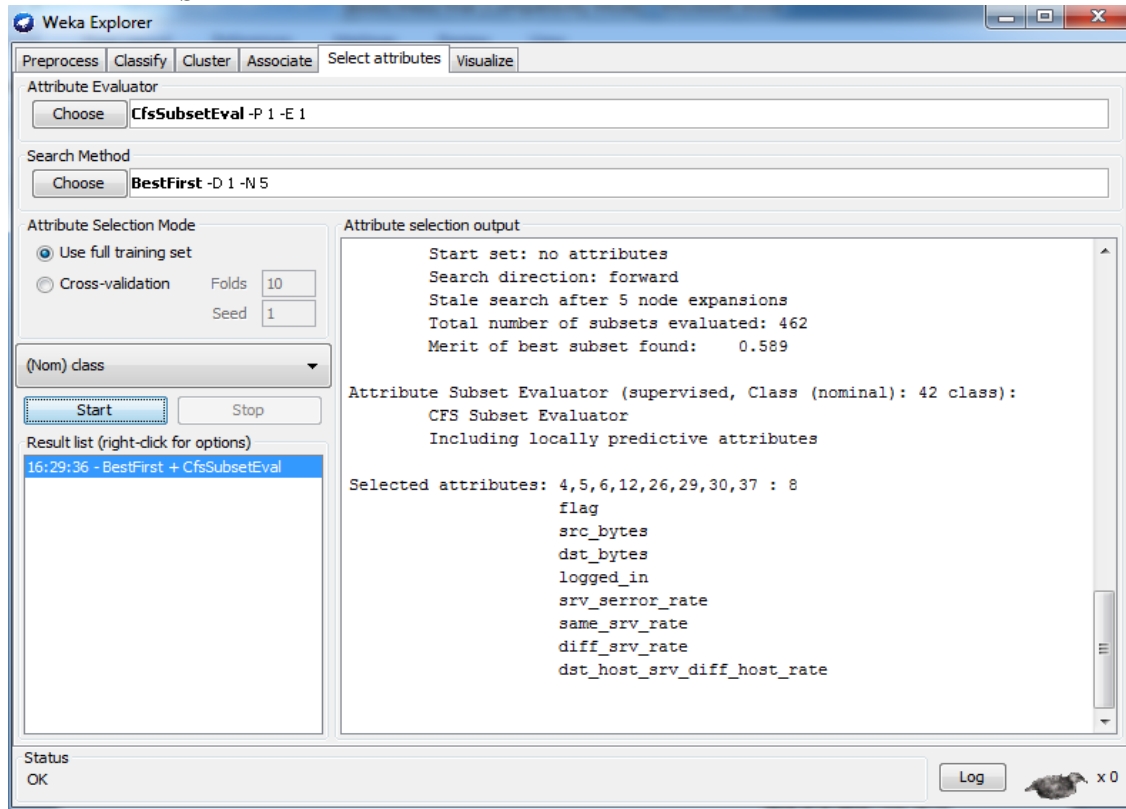 Weka Explorer
Preprocess Classify Cluster Associate Select attributes Visualize
Attribute Evaluator
Choose CfsSubsetEval -P 1 -E 1
Search Method
Choose BestFirst -D 1 -N 5
Attribute Selection Mode
Use full training set
Cross-validation Folds 10
Seed 1
(Nom) class
Start Stop
Result list (right-click for options)
16:29:36 - BestFirst + CfsSubsetEval
Attribute selection output
Start set: no attributes
Search direction: forward
Stale search after 5 node expansions
Total number of subsets evaluated: 462
Merit of best subset found: 0.589
Attribute Subset Evaluator (supervised, Class (nominal): 42 class):
CFS Subset Evaluator
Including locally predictive attributes
Selected attributes: 4,5,6,12,26,29,30,37 : 8
flag
src_bytes
dst_bytes
logged_in
srv_serror_rate
same_srv_rate
diff_srv_rate
dst_host_srv_diff_host_rate
Status
OK
Log x 0